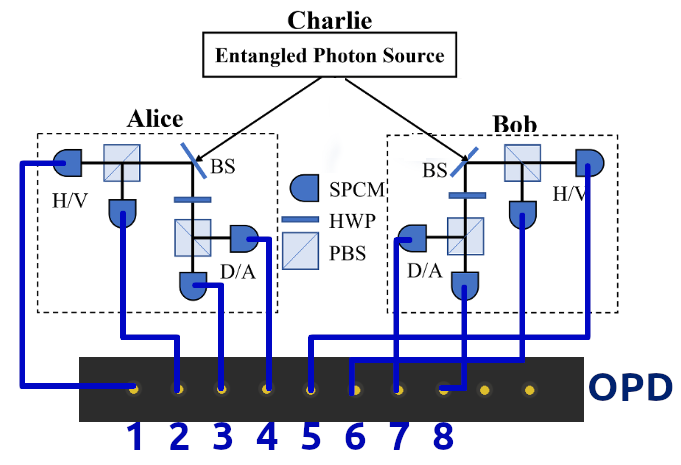 Charlie
Entangled Photon Source
Alice
Bob
BS
BS
H/V
SPCM
H/V
HWP
D/A
PBS
D/A
OPD
1 2 3 4 5 6 7 8